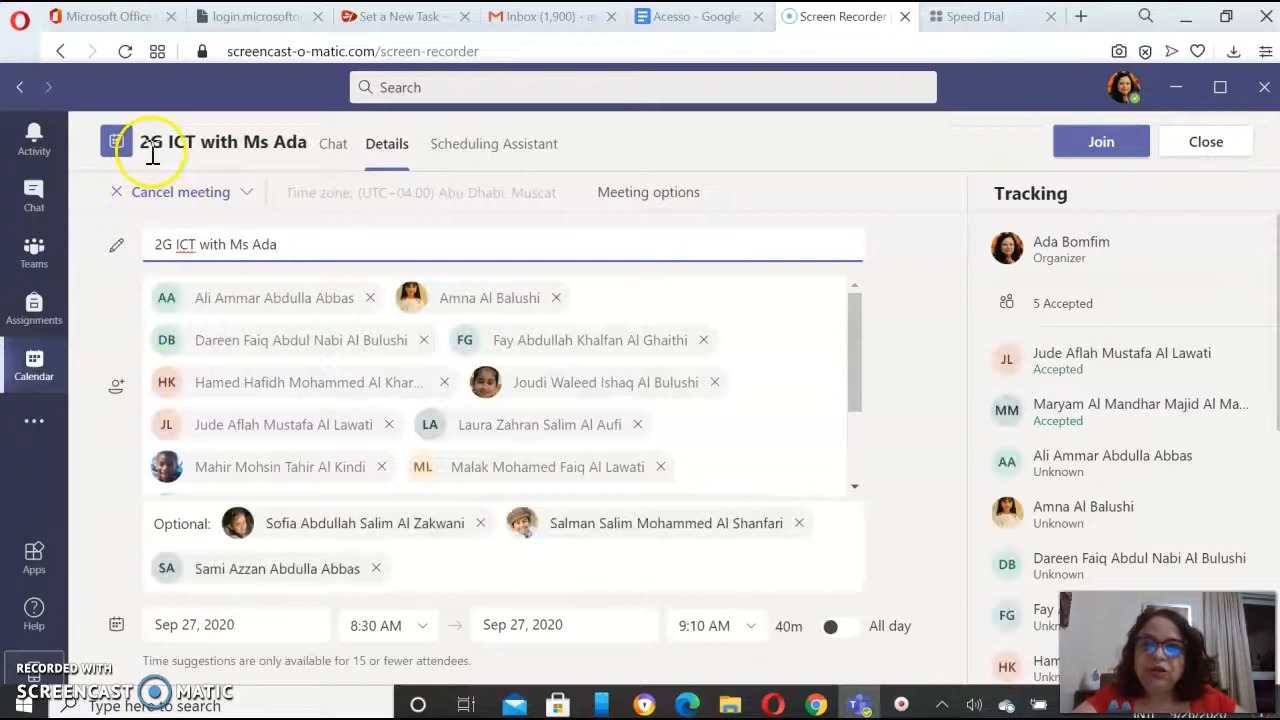 Microsoft Office
login.microsofto
Set a New Task –
Inbox (1,900) – a
Acesso - Google
Screen Recorder
Speed Dial
screencast-o-matic.com/screen-recorder
Search
2G ICT with Ms Ada
Chat
Details
Scheduling Assistant
Join
Close
Cancel meeting
Time zone: (UTC+04:00) Abu Dhabi, Muscat
Meeting options
Tracking
2G ICT with Ms Ada
Activity
Chat
Teams
Assignments
Calendar
Apps
Help
AA Ali Ammar Abdulla Abbas
Amna Al Balushi
DB Dareen Faiq Abdul Nabi Al Bulushi
FG Fay Abdullah Khalfan Al Ghaithi
HK Hamed Hafidh Mohammed Al Khar...
Joudi Waleed Ishaq Al Bulushi
JL Jude Aflah Mustafa Al Lawati
LA Laura Zahran Salim Al Aufi
Mahir Mohsin Tahir Al Kindi
ML Malak Mohamed Faiq Al Lawati
Optional:
Sofia Abdullah Salim Al Zakwani
Salman Salim Mohammed Al Shanfari
SA Sami Azzan Abdulla Abbas
Sep 27, 2020
8:30 AM
Sep 27, 2020
9:10 AM
40m
All day
Time suggestions are only available for 15 or fewer attendees.
Ada Bomfim
Organizer
5 Accepted
JL Jude Aflah Mustafa Al Lawati
Accepted
MM Maryam Al Mandhar Majid Al Ma...
Accepted
AA Ali Ammar Abdulla Abbas
Unknown
Amna Al Balushi
Unknown
DB Dareen Faiq Abdul Nabi Al Bulushi
Unknown
FG Fay
Unkn
HK Ham
RECORDED WITH
SCREENCAST MATIC
Type here to search
9/26/2020